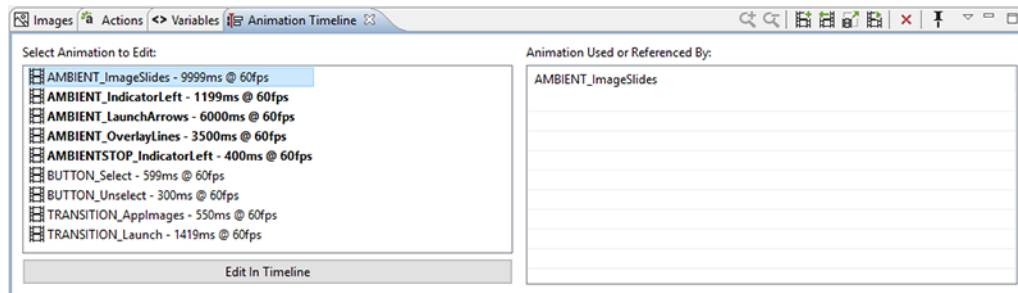 Images Actions <> Variables Animation Timeline
Select Animation to Edit:
AMBIENT_ImageSlides - 9999ms @ 60fps
AMBIENT_IndicatorLeft - 1199ms @ 60fps
AMBIENT_LaunchArrows - 6000ms @ 60fps
AMBIENT_OverlayLines - 3500ms @ 60fps
AMBIENTSTOP_IndicatorLeft - 400ms @ 60fps
BUTTON_Select - 599ms @ 60fps
BUTTON_Unselect - 300ms @ 60fps
TRANSITION_AppImages - 550ms @ 60fps
TRANSITION_Launch - 1419ms @ 60fps
Edit In Timeline
Animation Used or Referenced By:
AMBIENT_ImageSlides